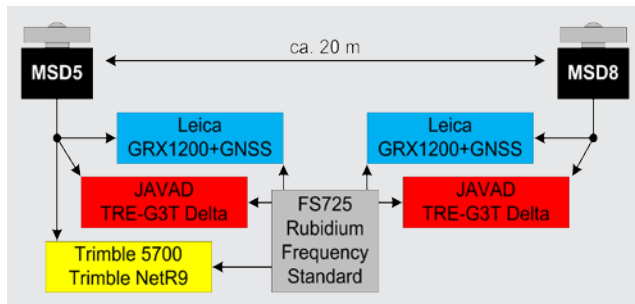 ca. 20 m
MSD5
MSD8
Leica
GRX1200+GNSS
Leica
GRX1200+GNSS
JAVAD
TRE-G3T Delta
FS725
Rubidium
Frequency
Standard
JAVAD
TRE-G3T Delta
Trimble 5700
Trimble NetR9